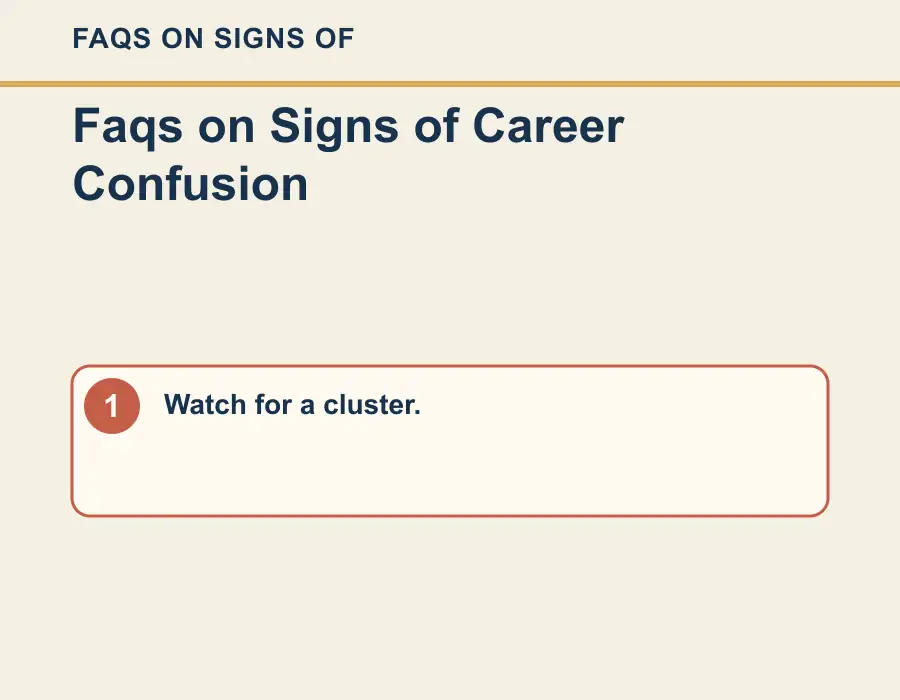 FAQS ON SIGNS OF
Faqs on Signs of Career
Confusion
1 Watch for a cluster.